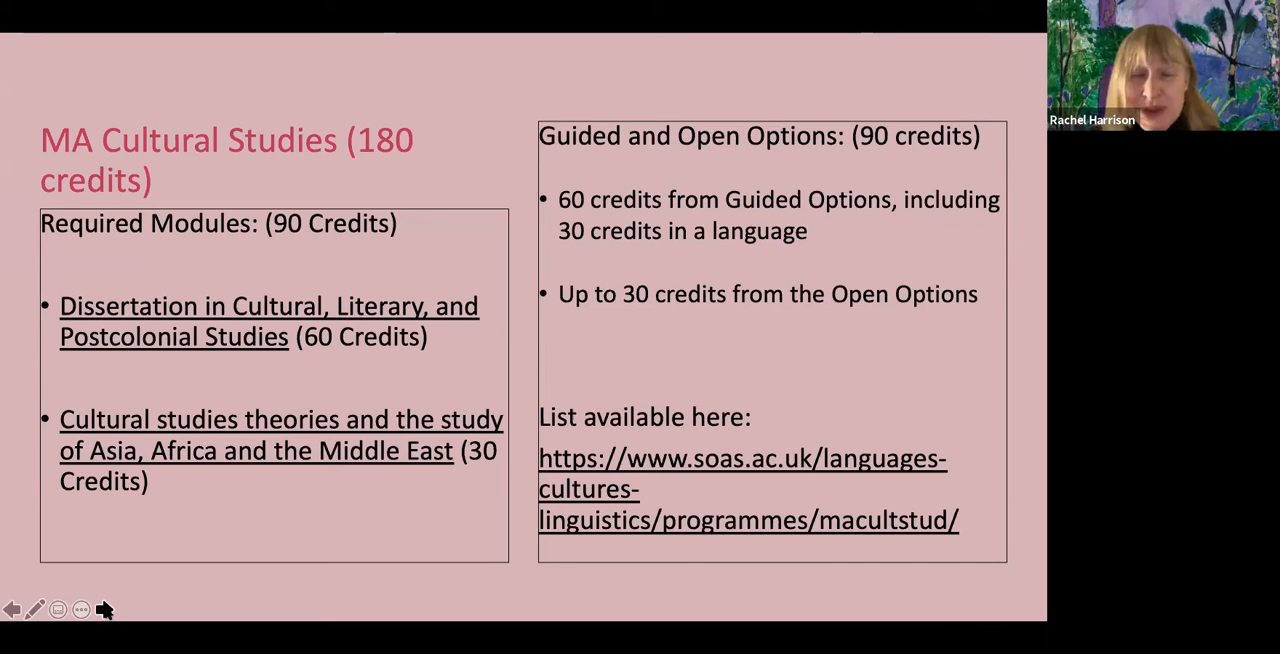 MA Cultural Studies (180
credits)
Required Modules: (90 Credits)
• Dissertation in Cultural, Literary, and
Postcolonial Studies (60 Credits)
• Cultural studies theories and the study
of Asia, Africa and the Middle East (30
Credits)
Guided and Open Options: (90 credits)
• 60 credits from Guided Options, including
30 credits in a language
• Up to 30 credits from the Open Options
List available here:
https://www.soas.ac.uk/languages-
cultures-
linguistics/programmes/macultstud/
Rachel Harrison